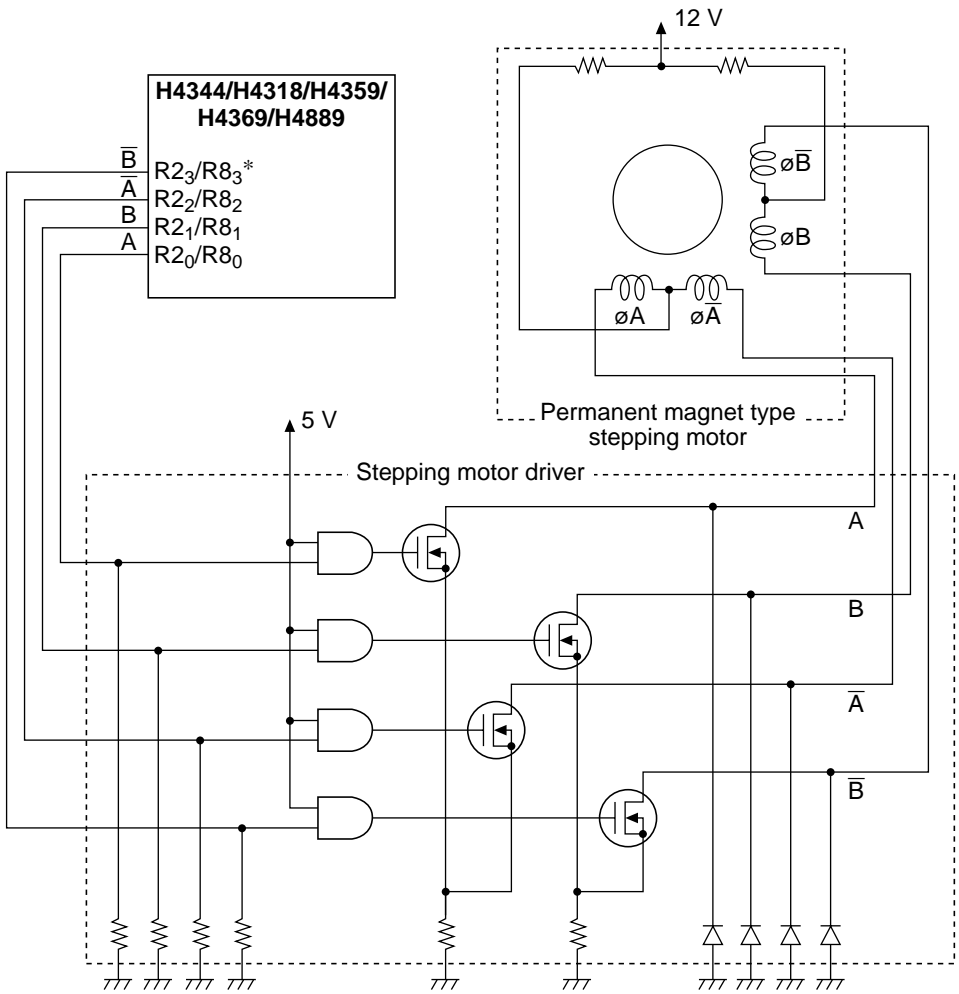 12 V
H4344/H4318/H4359/
H4369/H4889
B̅ R2₃/R8₃*
A̅ R2₂/R8₂
B R2₁/R8₁
A R2₀/R8₀
øB̅
øB
øA øA̅
Permanent magnet type
stepping motor
5 V
Stepping motor driver
A
B
A̅
B̅